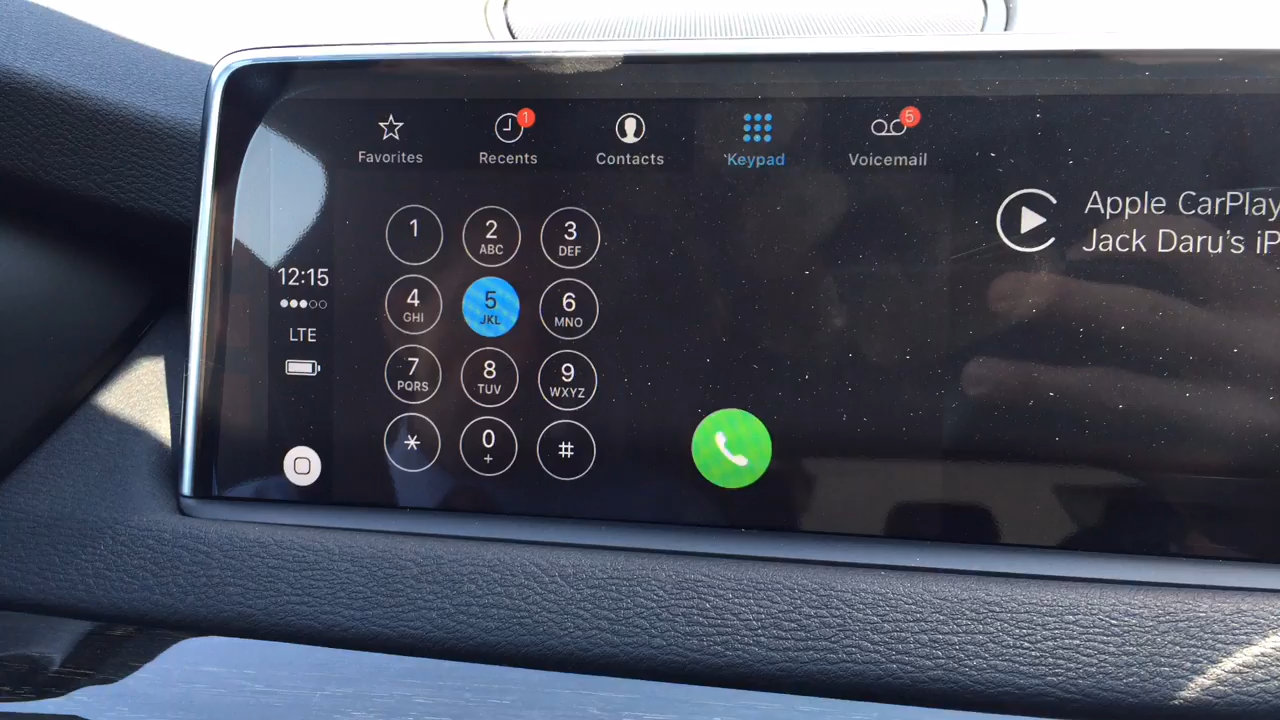 Favorites
Recents
1
Contacts
Keypad
Voicemail
5
12:15
LTE
1
2
ABC
3
DEF
4
GHI
5
JKL
6
MNO
7
PQRS
8
TUV
9
WXYZ
*
0
+
#
Apple CarPlay
Jack Daru's iP